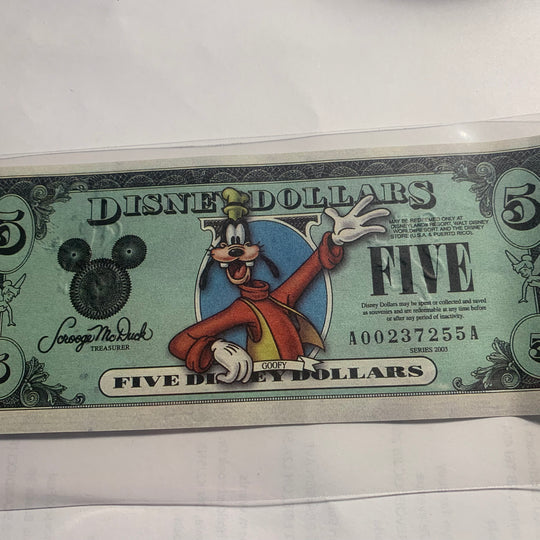 DISNEY DOLLARS
5
5
MAY BE REDEEMED ONLY AT
DISNEYLAND RESORT, WALT DISNEY
WORLD RESORT AND THE DISNEY
STORE (U.S.A. & PUERTO RICO).
FIVE
Disney Dollars may be spent or collected and saved
as souvenirs and are redeemable at any time before
or after any period of inactivity.
Scrooge McDuck
TREASURER
A00237255A
SERIES 2003
GOOFY
FIVE DISNEY DOLLARS
5
5